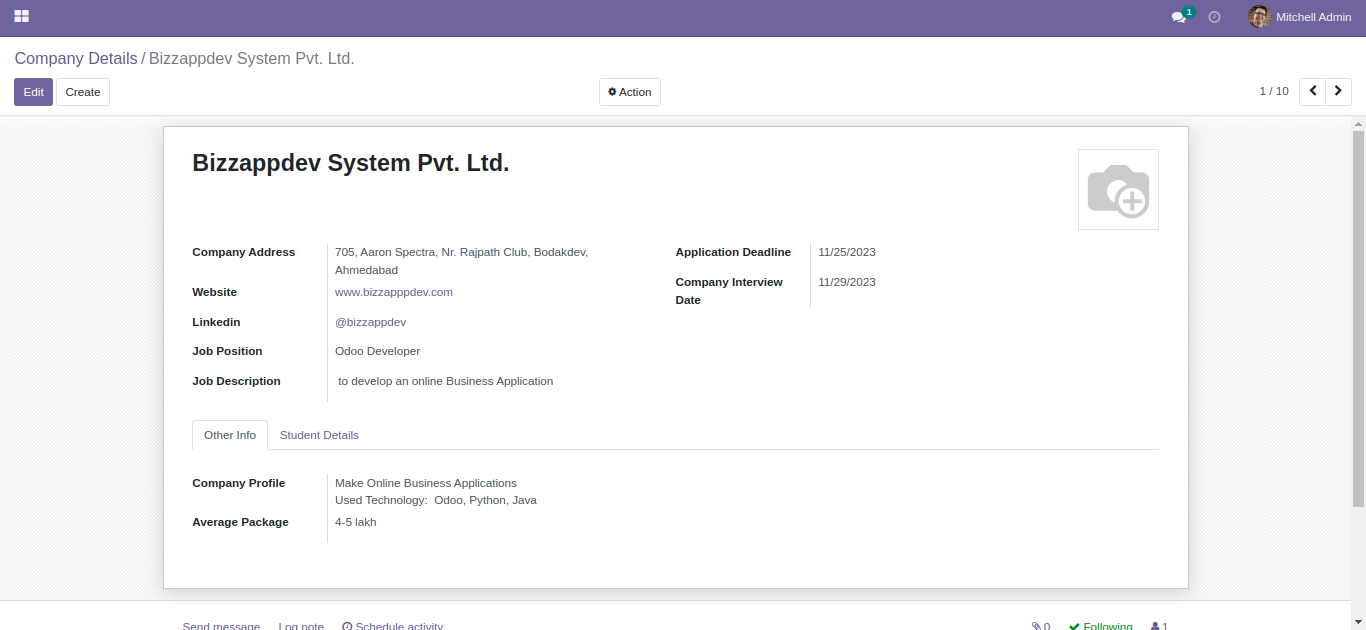 1
Mitchell Admin
Company Details / Bizzappdev System Pvt. Ltd.
Edit
Create
Action
1 / 10
Bizzappdev System Pvt. Ltd.
Company Address
705, Aaron Spectra, Nr. Rajpath Club, Bodakdev,
Ahmedabad
Website
www.bizzapppdev.com
Linkedin
@bizzappdev
Job Position
Odoo Developer
Job Description
to develop an online Business Application
Application Deadline
11/25/2023
Company Interview
Date
11/29/2023
Other Info
Student Details
Company Profile
Make Online Business Applications
Used Technology:  Odoo, Python, Java
Average Package
4-5 lakh
Send message
Log note
Schedule activity
0
Following
1